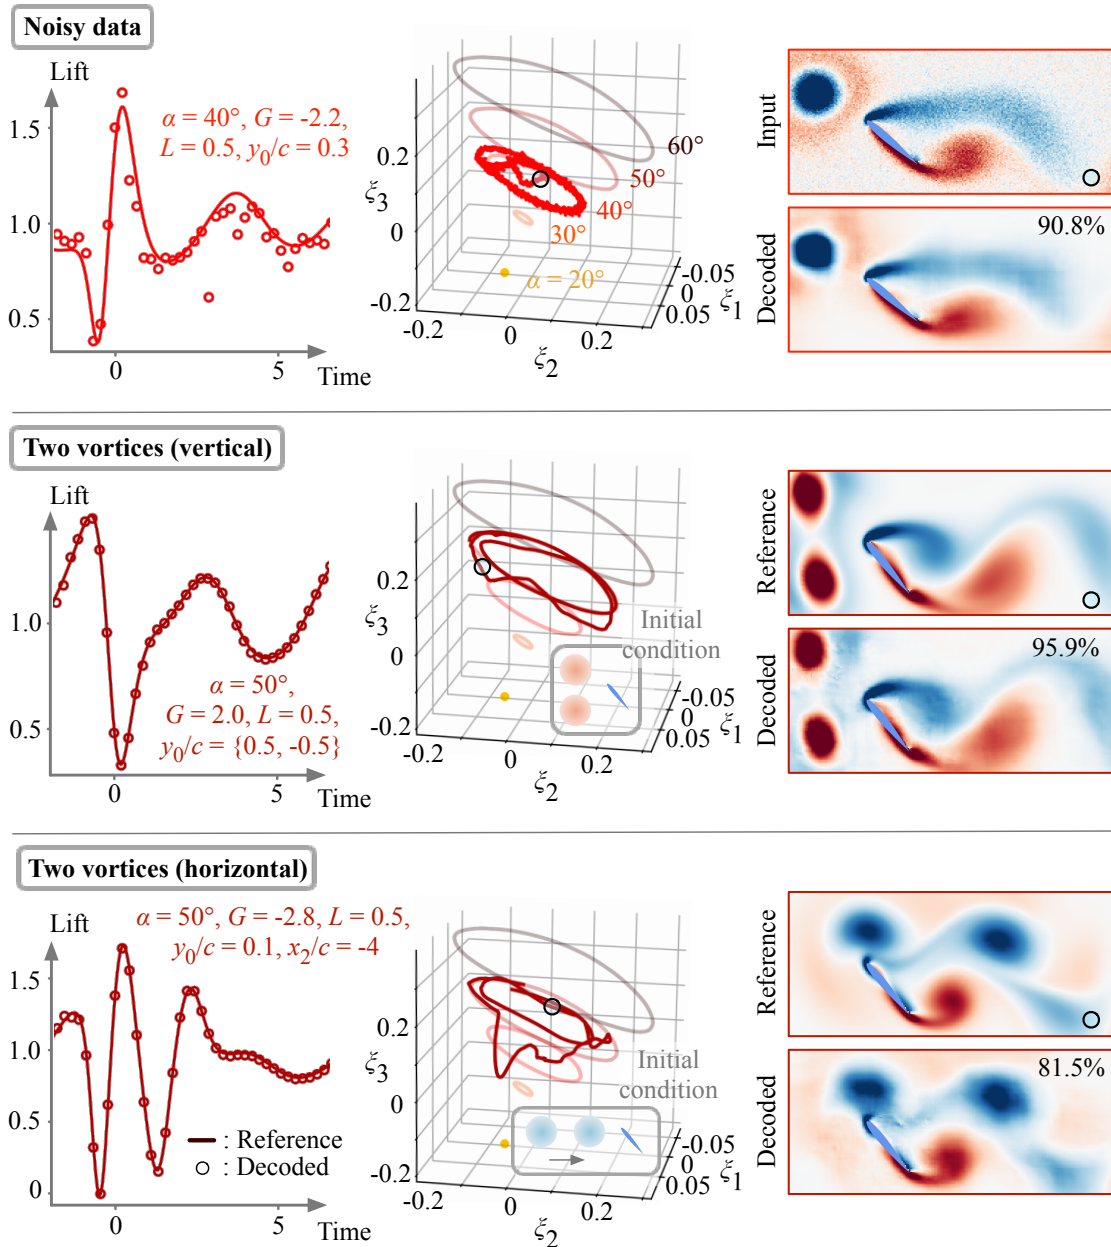 Noisy data
Lift
1.5
1.0
0.5
0
5
Time
α = 40°, G = -2.2,
L = 0.5, y₀/c = 0.3
0.2
ξ₃
0
-0.2
-0.2
0
0.2
ξ₂
-0.05
0
0.05
ξ₁
60°
50°
40°
30°
α = 20°
Input
Decoded
90.8%
Two vortices (vertical)
Lift
1.0
0.5
0
5
Time
α = 50°,
G = 2.0, L = 0.5,
y₀/c = {0.5, -0.5}
0.2
ξ₃
0
-0.2
-0.2
0
0.2
ξ₂
-0.05
0
0.05
ξ₁
Initial
condition
Reference
Decoded
95.9%
Two vortices (horizontal)
Lift
1.5
1.0
0.5
0
0
5
Time
α = 50°, G = -2.8, L = 0.5,
y₀/c = 0.1, x₂/c = -4
: Reference
: Decoded
0.2
ξ₃
0
-0.2
-0.2
0
0.2
ξ₂
-0.05
0
0.05
ξ₁
Initial
condition
Reference
Decoded
81.5%